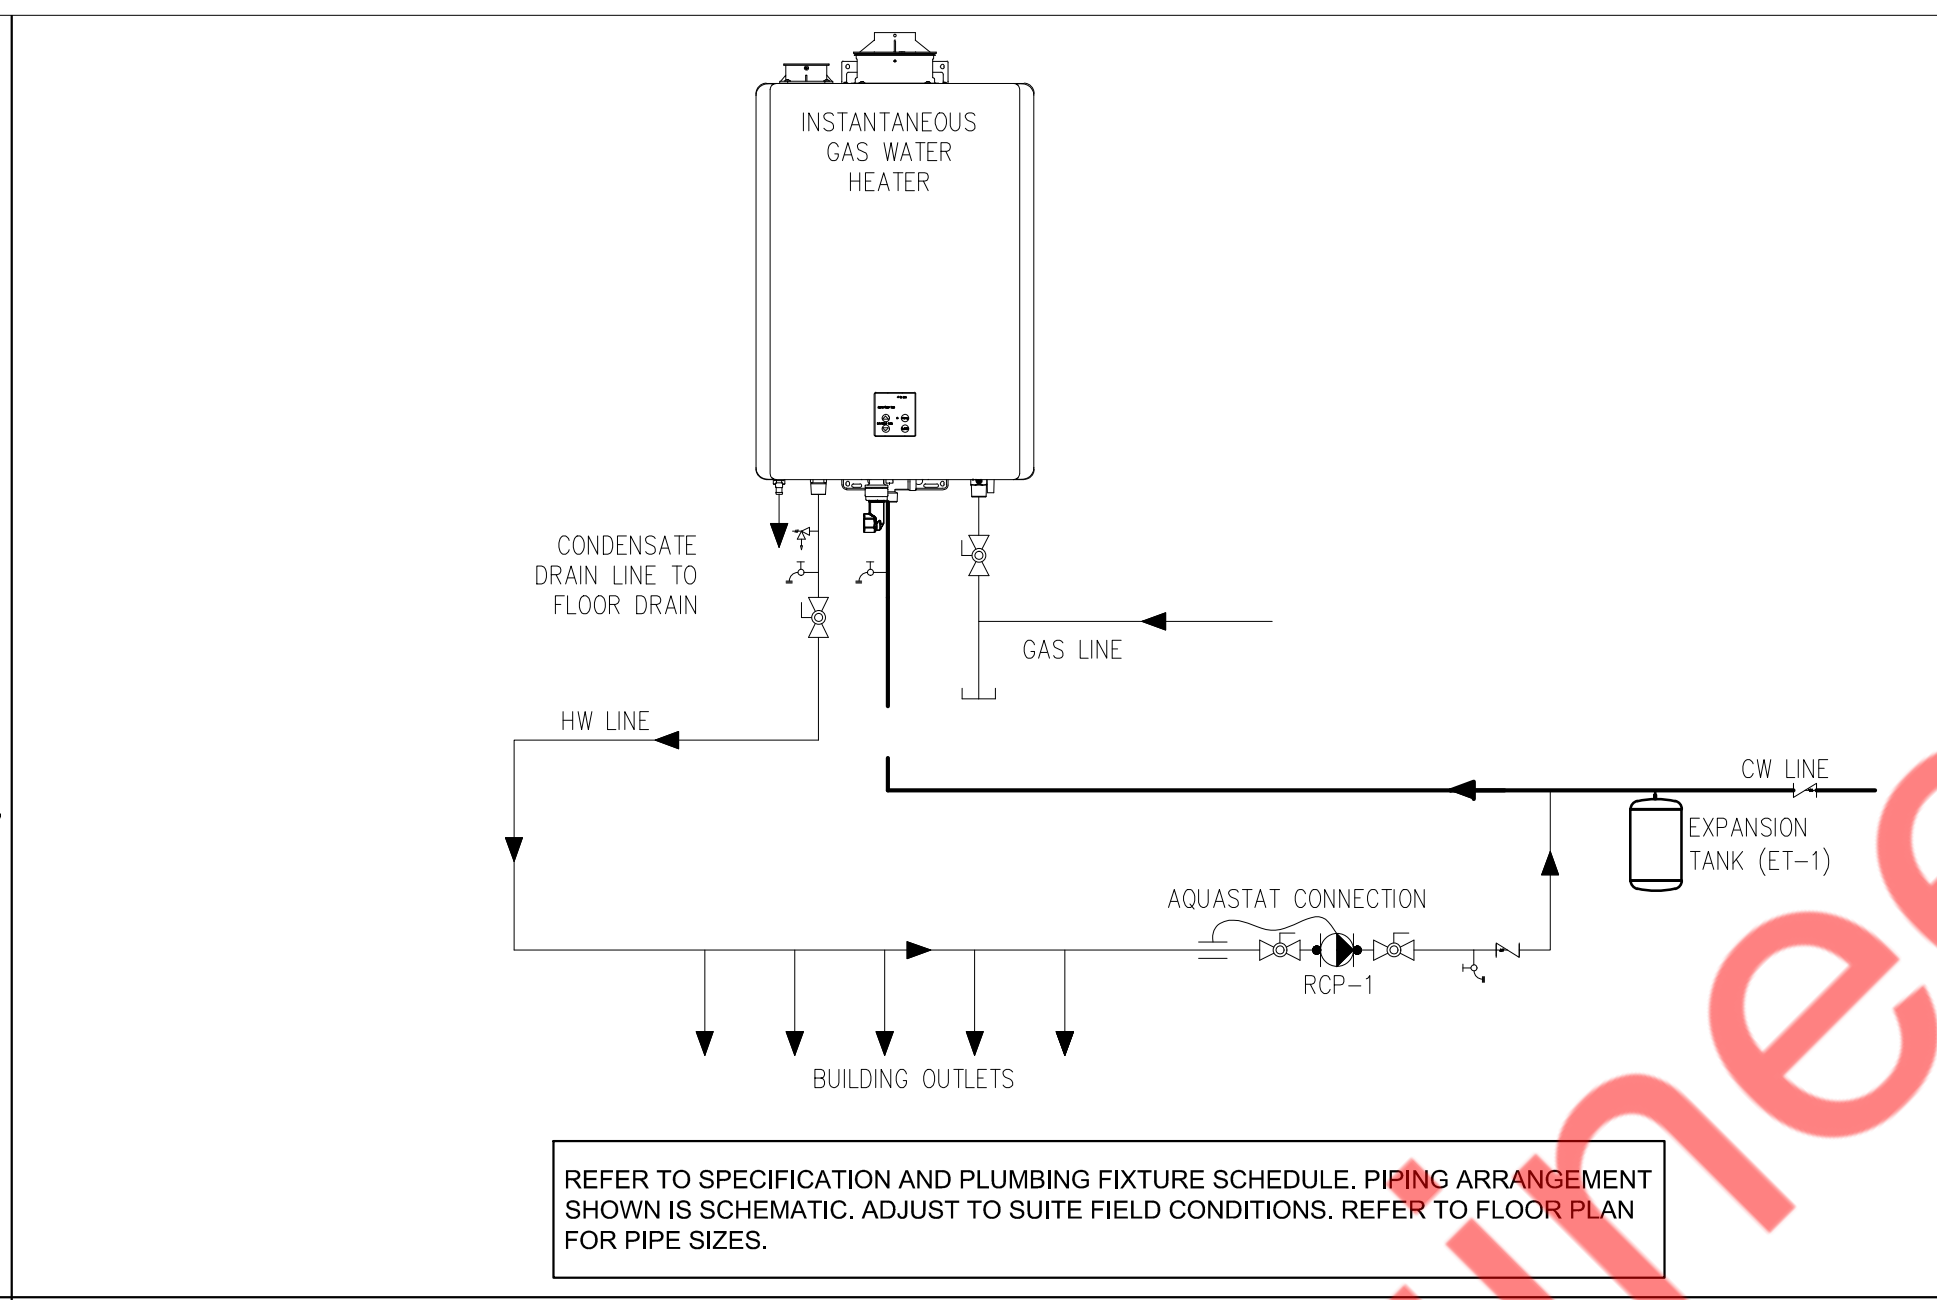 INSTANTANEOUS
GAS WATER
HEATER
CONDENSATE
DRAIN LINE TO
FLOOR DRAIN
GAS LINE
HW LINE
CW LINE
EXPANSION
TANK (ET-1)
AQUASTAT CONNECTION
RCP-1
BUILDING OUTLETS
REFER TO SPECIFICATION AND PLUMBING FIXTURE SCHEDULE. PIPING ARRANGEMENT
SHOWN IS SCHEMATIC. ADJUST TO SUITE FIELD CONDITIONS. REFER TO FLOOR PLAN
FOR PIPE SIZES.